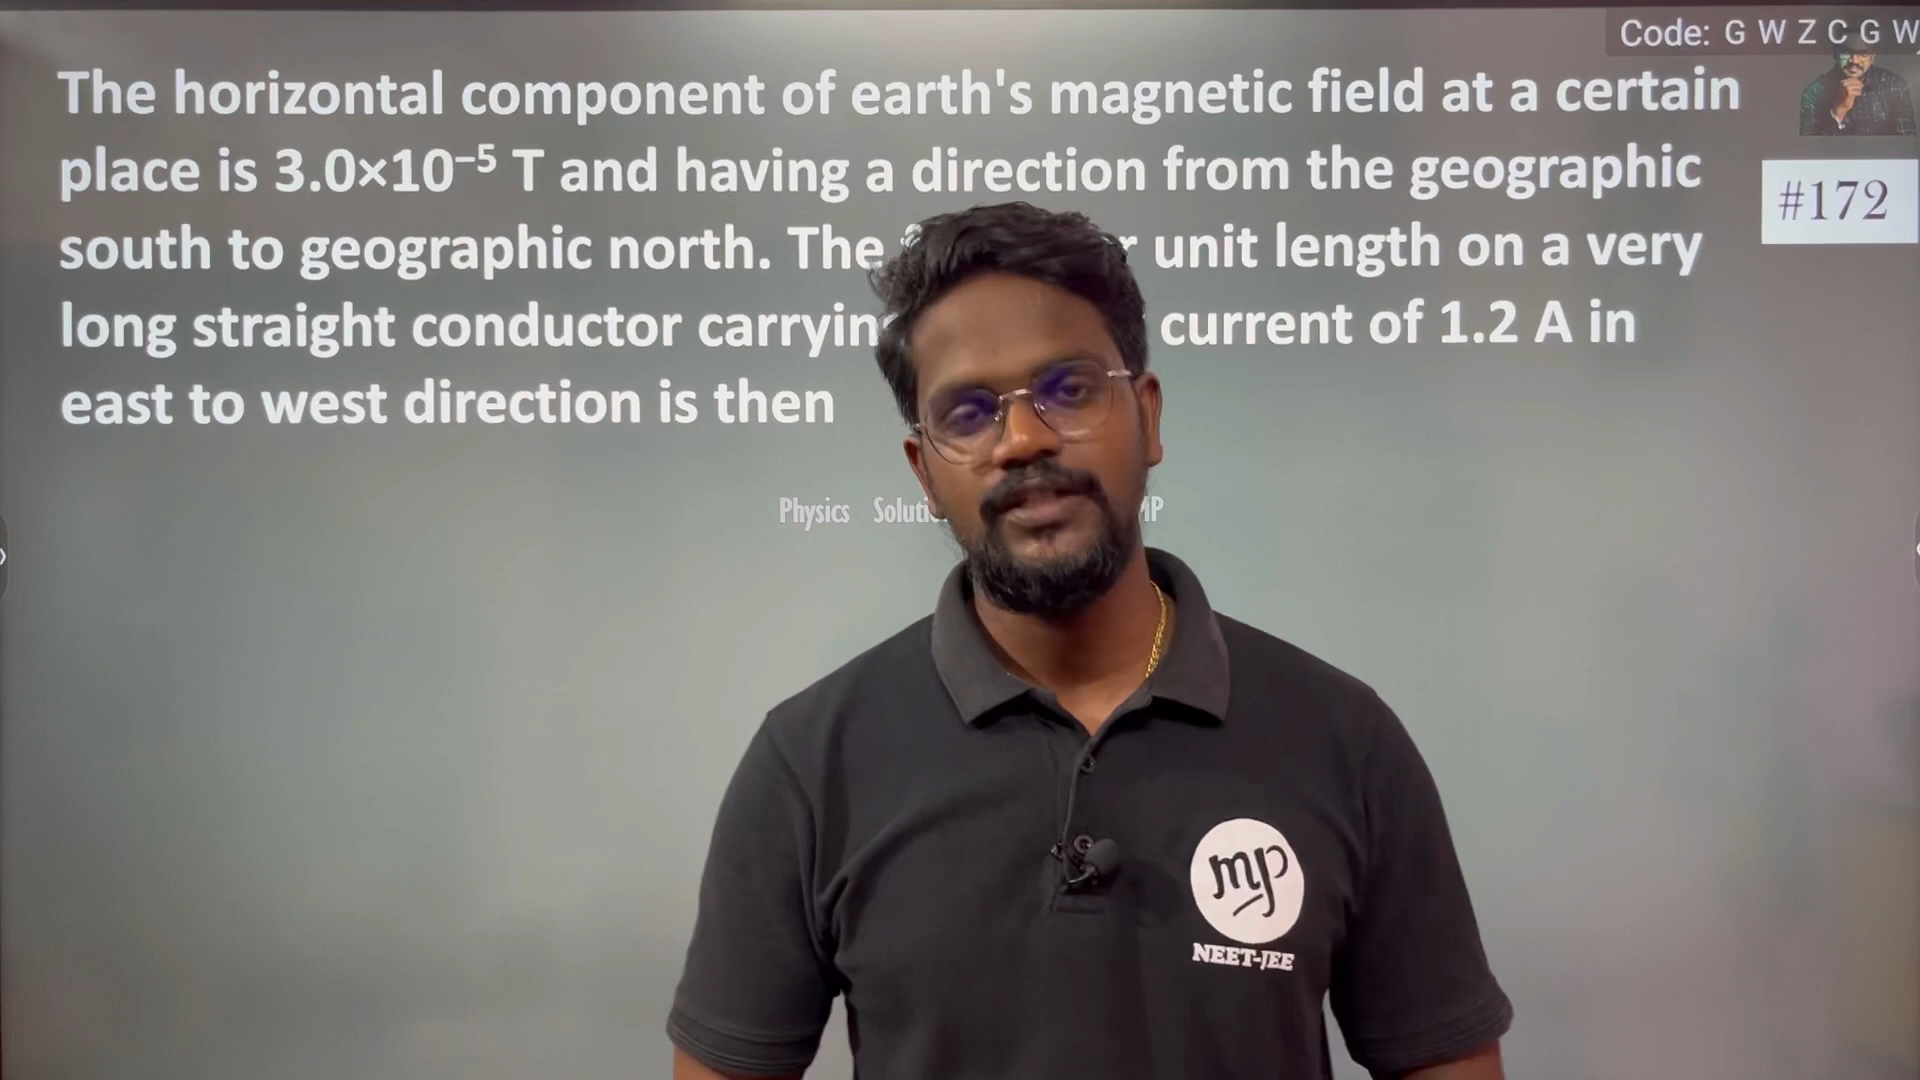 Code: G W Z C G W
The horizontal component of earth's magnetic field at a certain
place is 3.0×10⁻⁵ T and having a direction from the geographic
#172
south to geographic north. The unit length on a very
long straight conductor current of 1.2 A in
east to west direction is then
Physics
mp
NEET-JEE